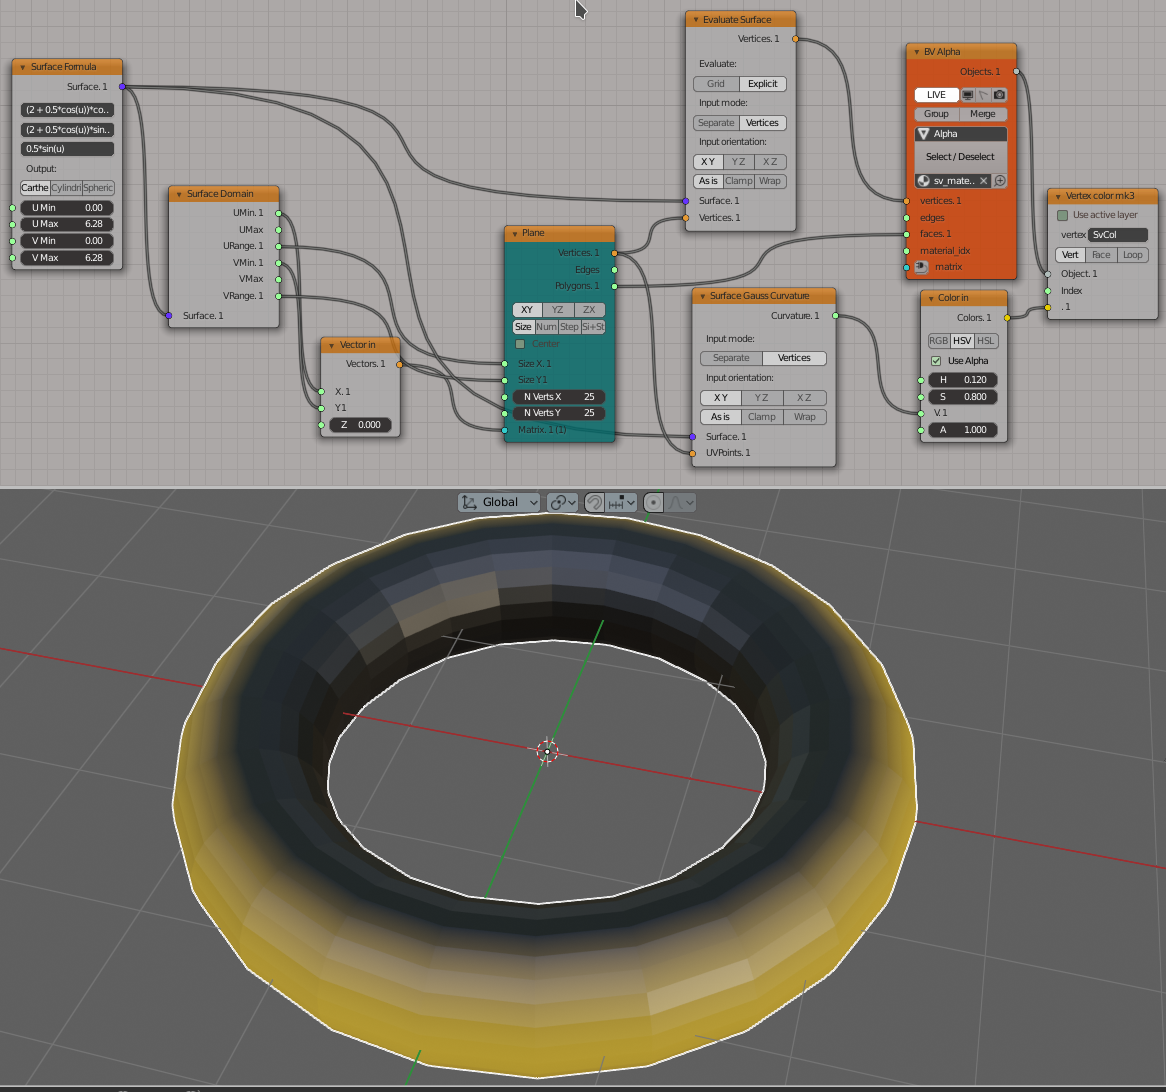 Surface Formula
Surface. 1
(2 + 0.5*cos(u))*co..
(2 + 0.5*cos(u))*sin..
0.5*sin(u)
Output:
Carthe Cylindri Spheric
U Min 0.00
U Max 6.28
V Min 0.00
V Max 6.28
Surface Domain
UMin. 1
UMax
URange. 1
VMin. 1
VMax
VRange. 1
Surface. 1
Vector in
Vectors. 1
X. 1
Y1
Z 0.000
Plane
Vertices. 1
Edges
Polygons. 1
XY YZ ZX
Size Num Step Si+St
Center
Size X. 1
Size Y1
N Verts X 25
N Verts Y 25
Matrix. 1 (1)
Evaluate Surface
Vertices. 1
Evaluate:
Grid Explicit
Input mode:
Separate Vertices
Input orientation:
X Y Y Z X Z
As is Clamp Wrap
Surface. 1
Vertices. 1
Surface Gauss Curvature
Curvature. 1
Input mode:
Separate Vertices
Input orientation:
X Y Y Z X Z
As is Clamp Wrap
Surface. 1
UVPoints. 1
BV Alpha
Objects. 1
LIVE
Group Merge
Alpha
Select / Deselect
sv_mate..
vertices. 1
edges
faces. 1
material_idx
matrix
Color in
Colors. 1
RGB HSV HSL
Use Alpha
H 0.120
S 0.800
V. 1
A 1.000
Vertex color mk3
Use active layer
vertex SvCol
Vert Face Loop
Object. 1
Index
. 1
Global